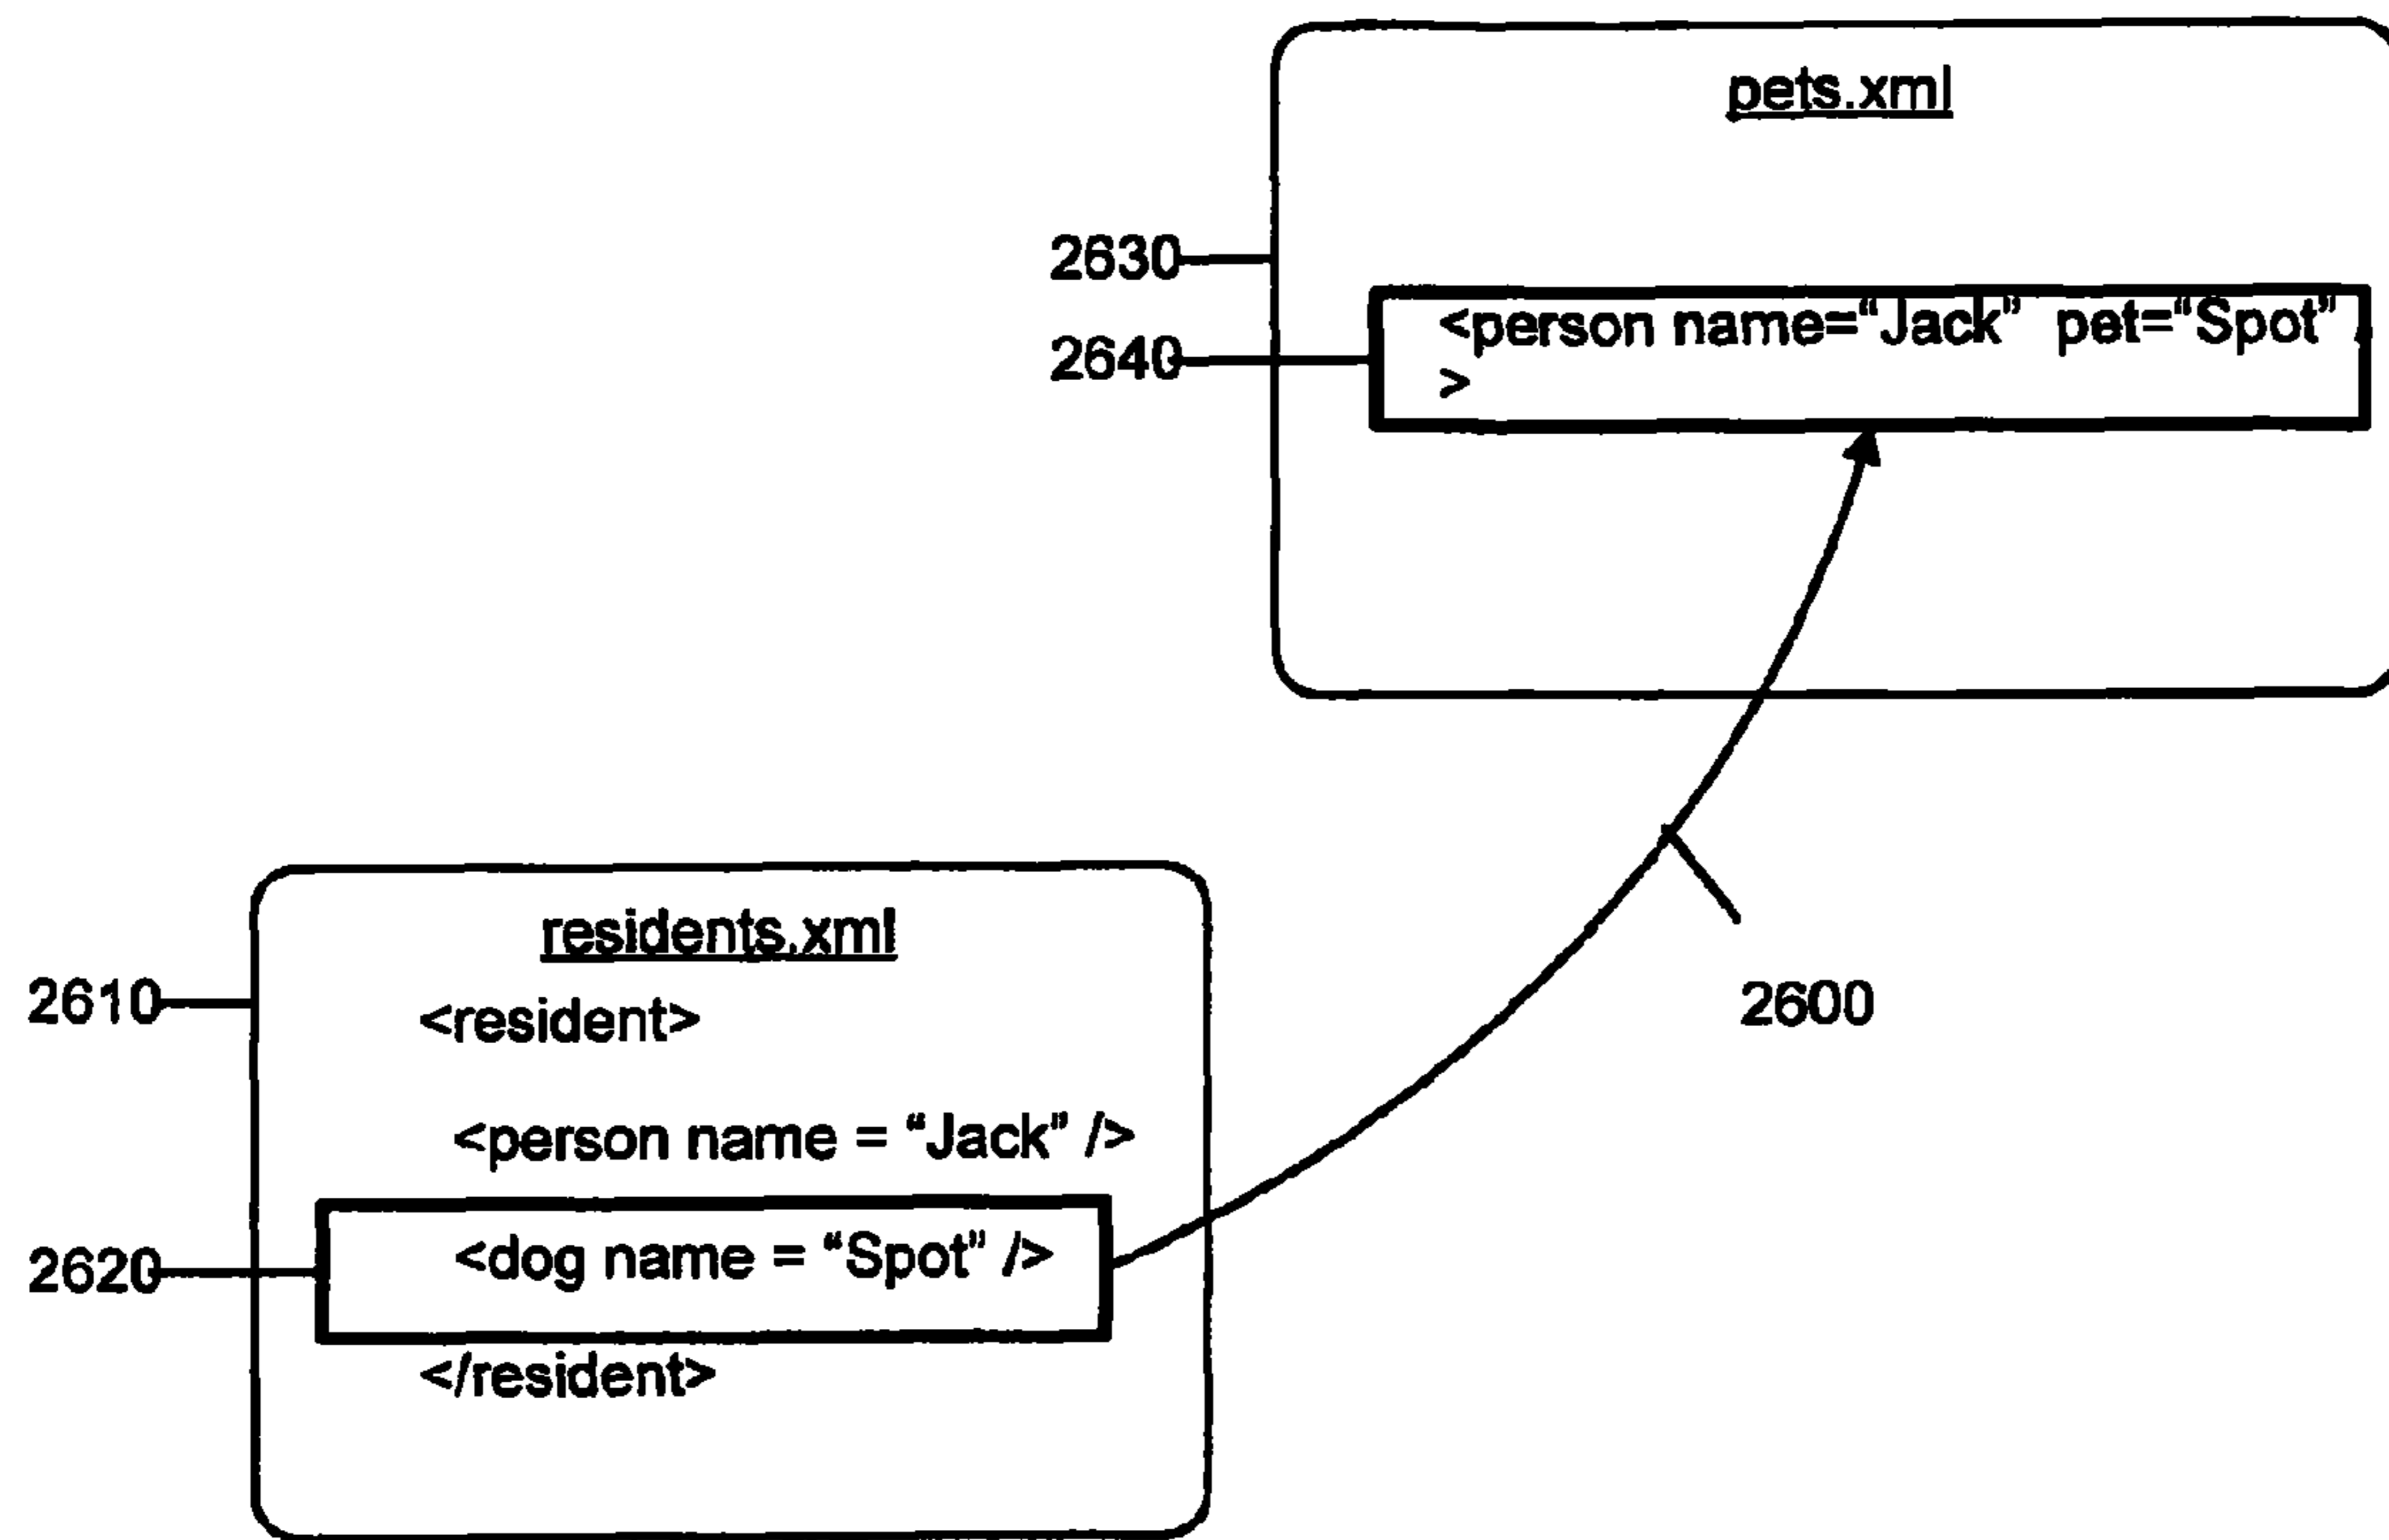 pets.xml
2630
<person name="Jack"  pet="Spot" /
2640
>
residents.xml
2610
<resident>
2600
<person name = "Jack" />
<dog name = "Spot" />
2620
</resident>